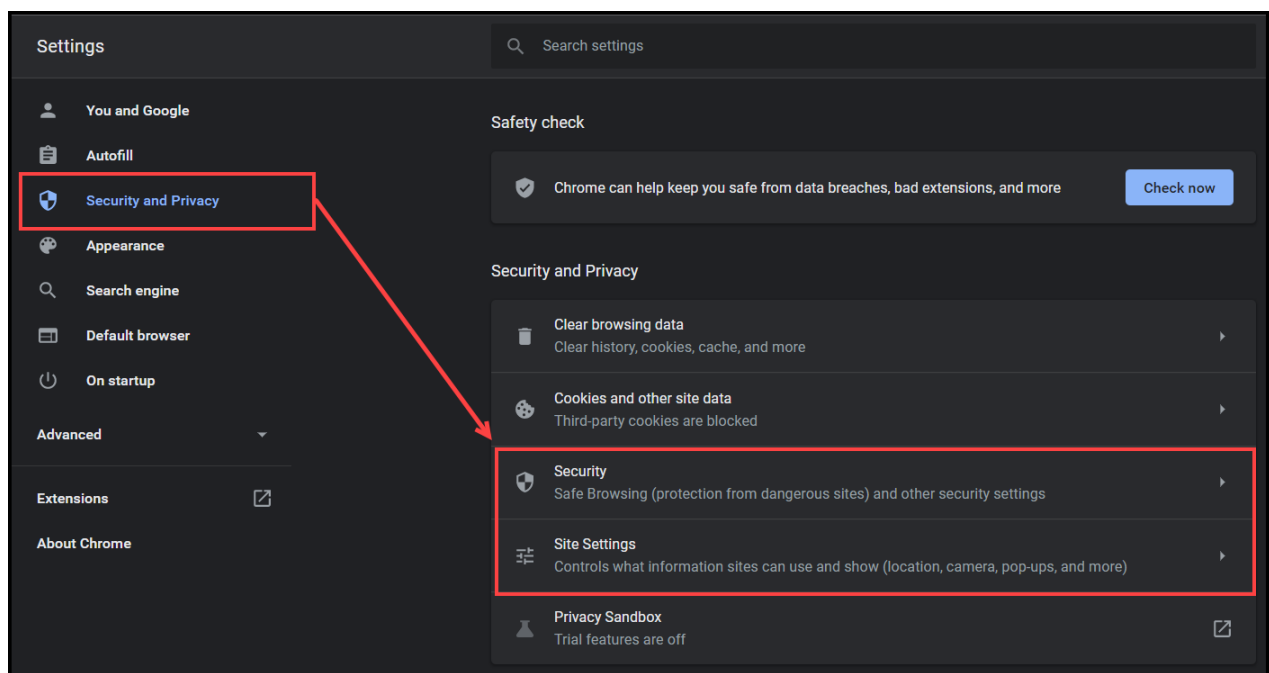 Settings
Search settings
You and Google
Autofill
Security and Privacy
Appearance
Search engine
Default browser
On startup
Advanced
Extensions
About Chrome
Safety check
Chrome can help keep you safe from data breaches, bad extensions, and more
Check now
Security and Privacy
Clear browsing data
Clear history, cookies, cache, and more
Cookies and other site data
Third-party cookies are blocked
Security
Safe Browsing (protection from dangerous sites) and other security settings
Site Settings
Controls what information sites can use and show (location, camera, pop-ups, and more)
Privacy Sandbox
Trial features are off